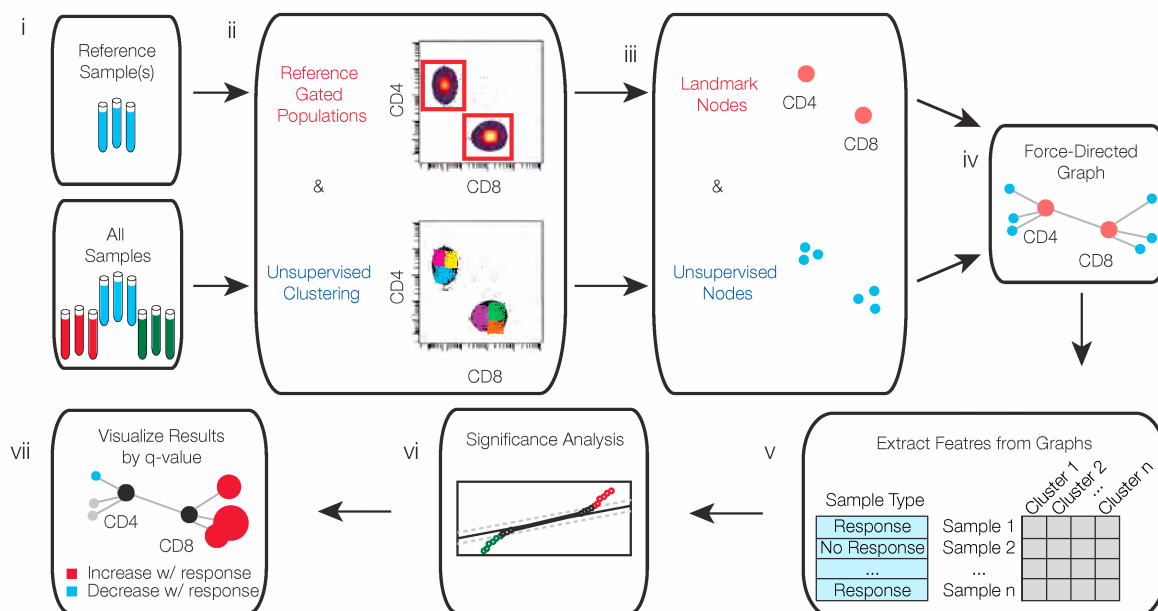 i
Reference
Sample(s)
All
Samples
ii
Reference
Gated
Populations
&
Unsupervised
Clustering
CD4
CD8
CD4
CD8
iii
Landmark
Nodes
CD4
CD8
&
Unsupervised
Nodes
iv
Force-Directed
Graph
CD4
CD8
v
Extract Featres from Graphs
Cluster 1
Cluster 2
...
Cluster n
Sample Type
Response
Sample 1
No Response
Sample 2
...
...
Response
Sample n
vi
Significance Analysis
vii
Visualize Results
by q-value
CD4
CD8
Increase w/ response
Decrease w/ response